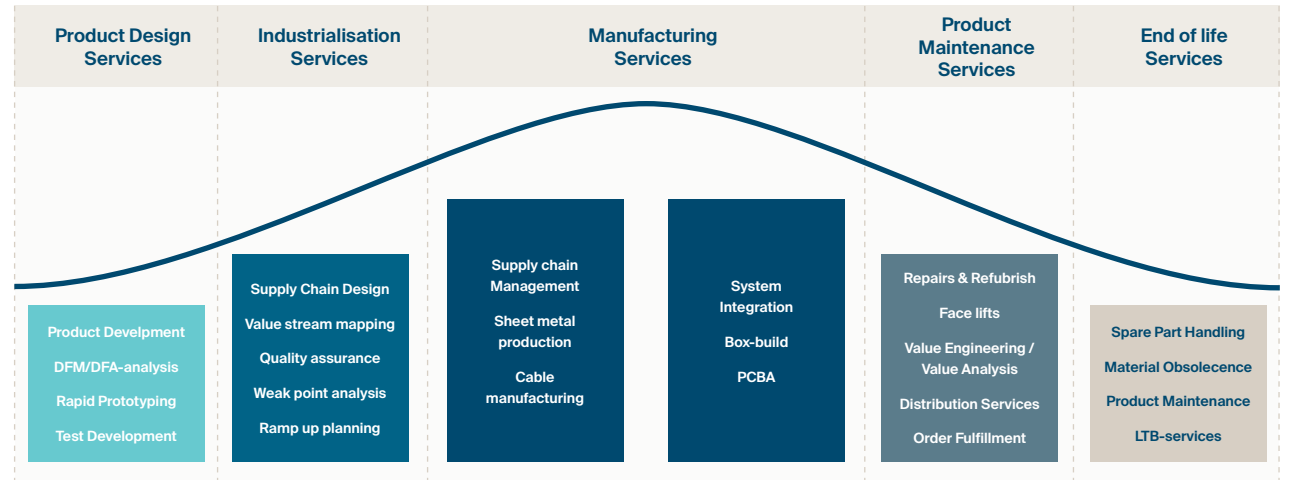 Product Design
Services
Industrialisation
Services
Manufacturing
Services
Product
Maintenance
Services
End of life
Services
Product Develpment
DFM/DFA-analysis
Rapid Prototyping
Test Development
Supply Chain Design
Value stream mapping
Quality assurance
Weak point analysis
Ramp up planning
Supply chain
Management
Sheet metal
production
Cable
manufacturing
System
Integration
Box-build
PCBA
Repairs & Refubrish
Face lifts
Value Engineering /
Value Analysis
Distribution Services
Order Fulfillment
Spare Part Handling
Material Obsolecence
Product Maintenance
LTB-services